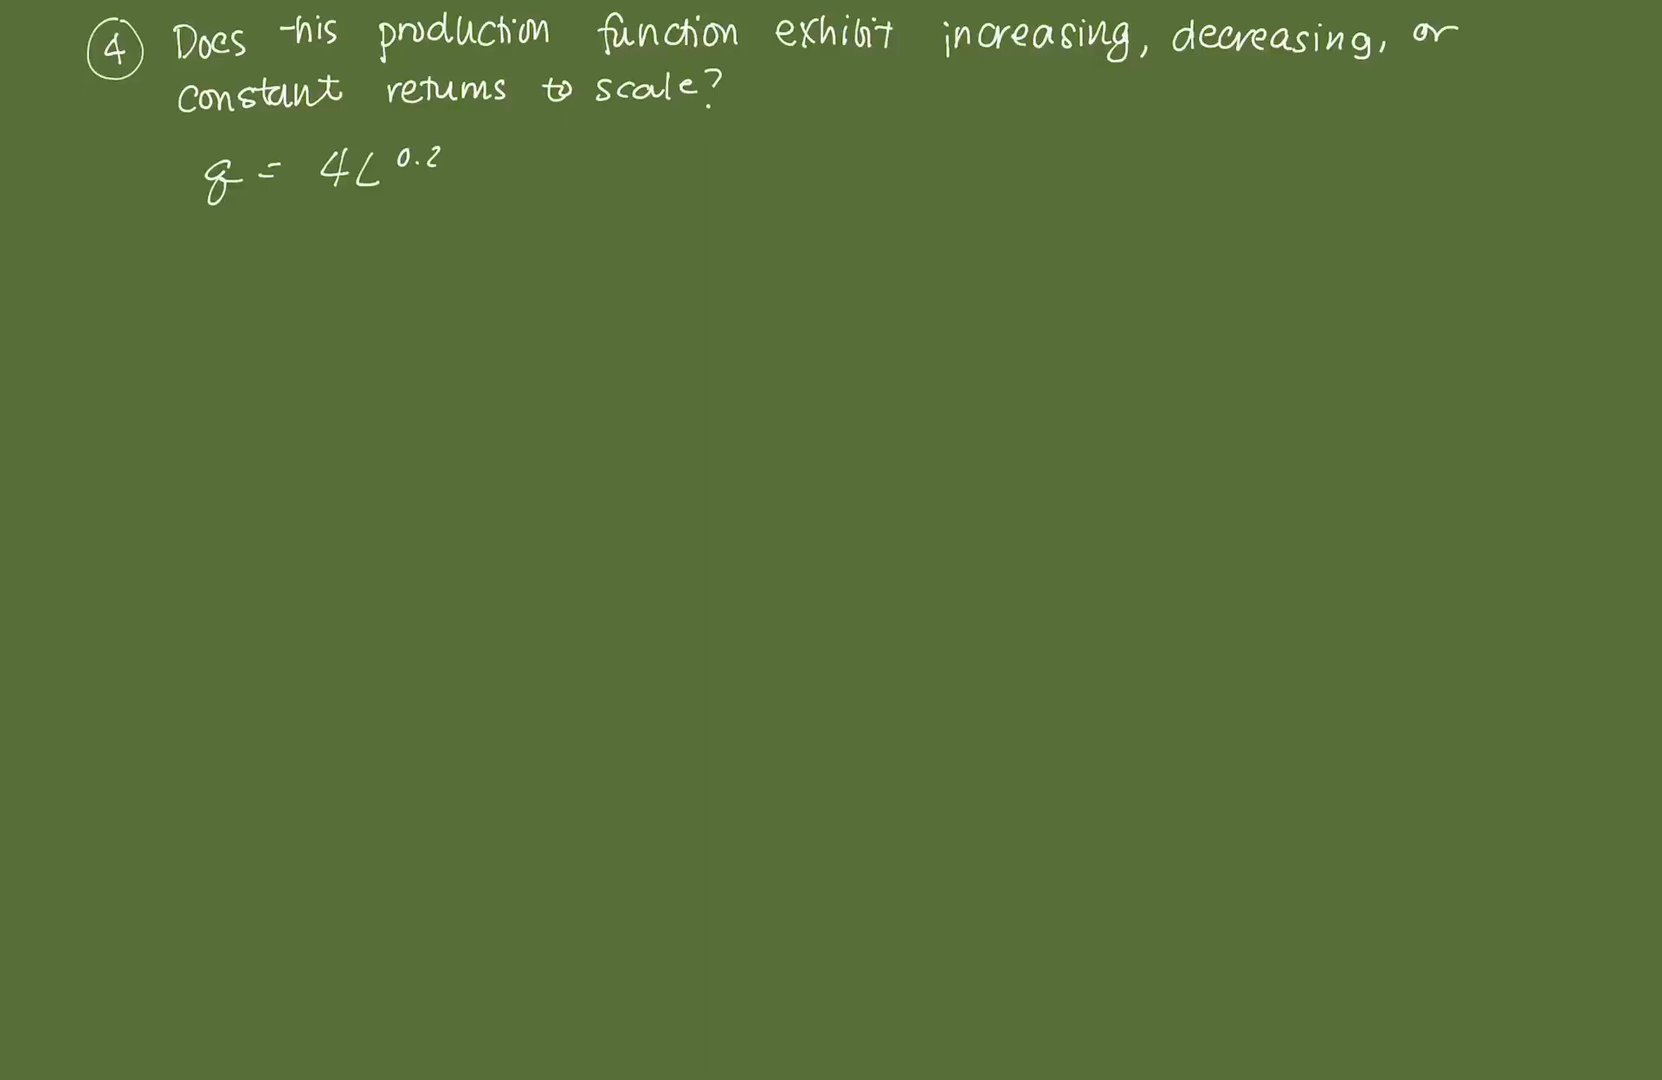 ④ Does this production function exhibit increasing, decreasing, or
constant returns to scale?
q = 4L^0.2